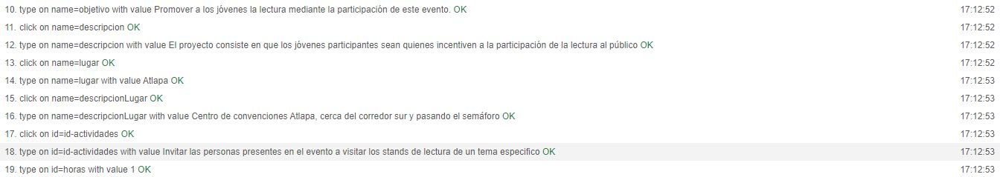 10. type on name=objetivo with value Promover a los jóvenes la lectura mediante la participación de este evento. OK 17:12:52
11. click on name=descripcion OK 17:12:52
12. type on name=descripcion with value El proyecto consiste en que los jóvenes participantes sean quienes incentiven a la participación de la lectura al público OK 17:12:52
13. click on name=lugar OK 17:12:52
14. type on name=lugar with value Atlapa OK 17:12:53
15. click on name=descripcionLugar OK 17:12:53
16. type on name=descripcionLugar with value Centro de convenciones Atlapa, cerca del corredor sur y pasando el semáforo OK 17:12:53
17. click on id=id-actividades OK 17:12:53
18. type on id=id-actividades with value Invitar las personas presentes en el evento a visitar los stands de lectura de un tema especifico OK 17:12:53
19. type on id=horas with value 1 OK 17:12:53